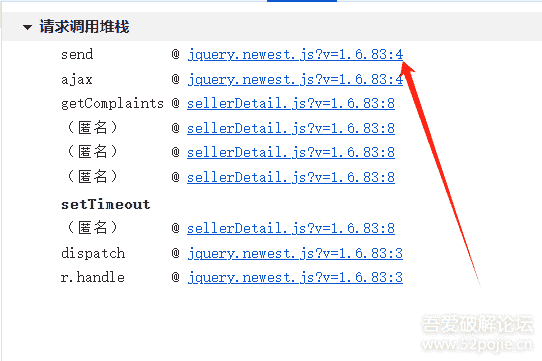 请求调用堆栈
send @ jquery.newest.js?v=1.6.83:4
ajax @ jquery.newest.js?v=1.6.83:4
getComplaints @ sellerDetail.js?v=1.6.83:8
（匿名） @ sellerDetail.js?v=1.6.83:8
（匿名） @ sellerDetail.js?v=1.6.83:8
（匿名） @ sellerDetail.js?v=1.6.83:8
setTimeout
（匿名） @ sellerDetail.js?v=1.6.83:8
dispatch @ jquery.newest.js?v=1.6.83:3
r.handle @ jquery.newest.js?v=1.6.83:3
吾爱破解论坛
www.52pojie.cn